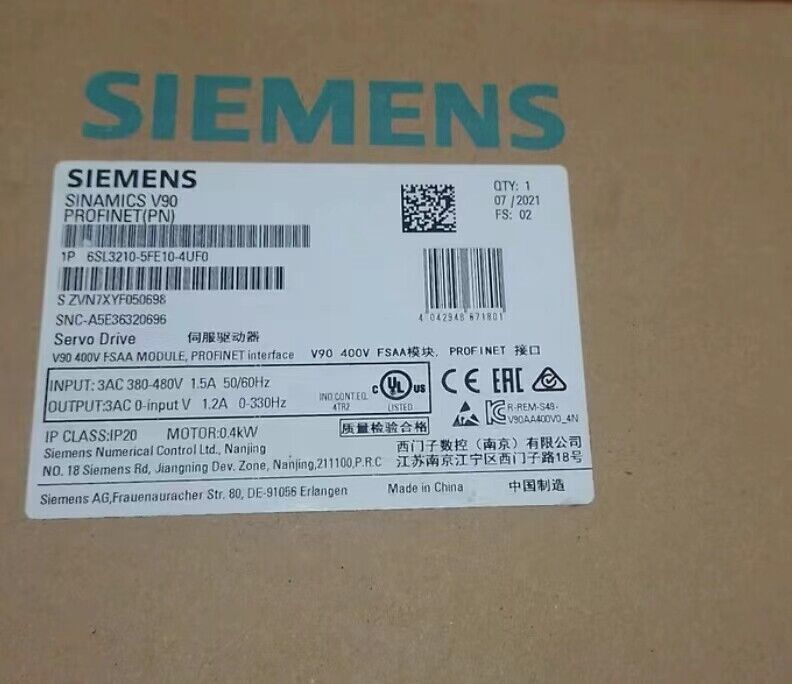 SIEMENS
SIEMENS
SINAMICS V90
PROFINET(PN)
QTY: 1
07 /2021
FS: 02
1P 6SL3210-5FE10-4UF0
S ZVN7XYF050698
4 042948 671801
SNC-A5E36320696
Servo Drive 伺服驱动器
V90 400V FSAA MODULE, PROFINET interface V90 400V FSAA模块, PROFINET 接口
INPUT: 3AC 380-480V 1.5A 50/60Hz
OUTPUT:3AC 0-input V 1.2A 0-330Hz
IND.CONT.EQ.
4TR2
C UL US
LISTED
CE EAC
R-REM-S49-
V90AA400V0_4N
IP CLASS:IP20 MOTOR:0.4kW
质量检验合格
Siemens Numerical Control Ltd., Nanjing
西门子数控（南京）有限公司
NO. 18 Siemens Rd, Jiangning Dev. Zone, Nanjing,211100,P.R.C
江苏南京江宁区西门子路18号
Siemens AG,Frauenauracher Str. 80, DE-91056 Erlangen Made in China 中国制造